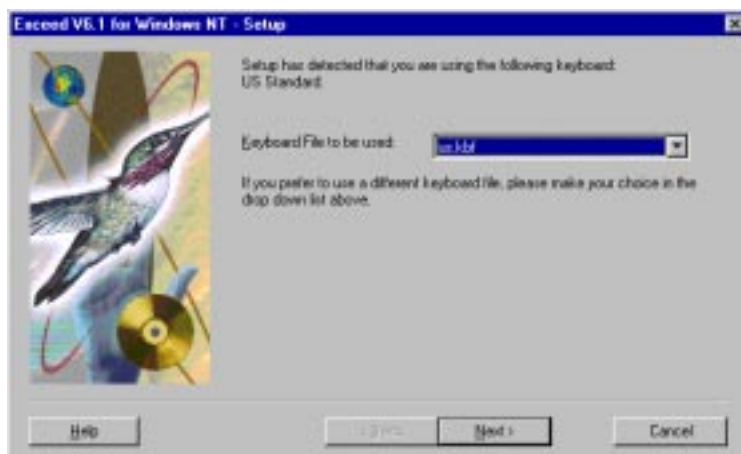 Exceed V6.1 for Windows NT - Setup
Setup has detected that you are using the following keyboard:
US Standard.
Keyboard File to be used:
us.kbf
If you prefer to use a different keyboard file, please make your choice in the
drop down list above.
Help
< Back
Next >
Cancel